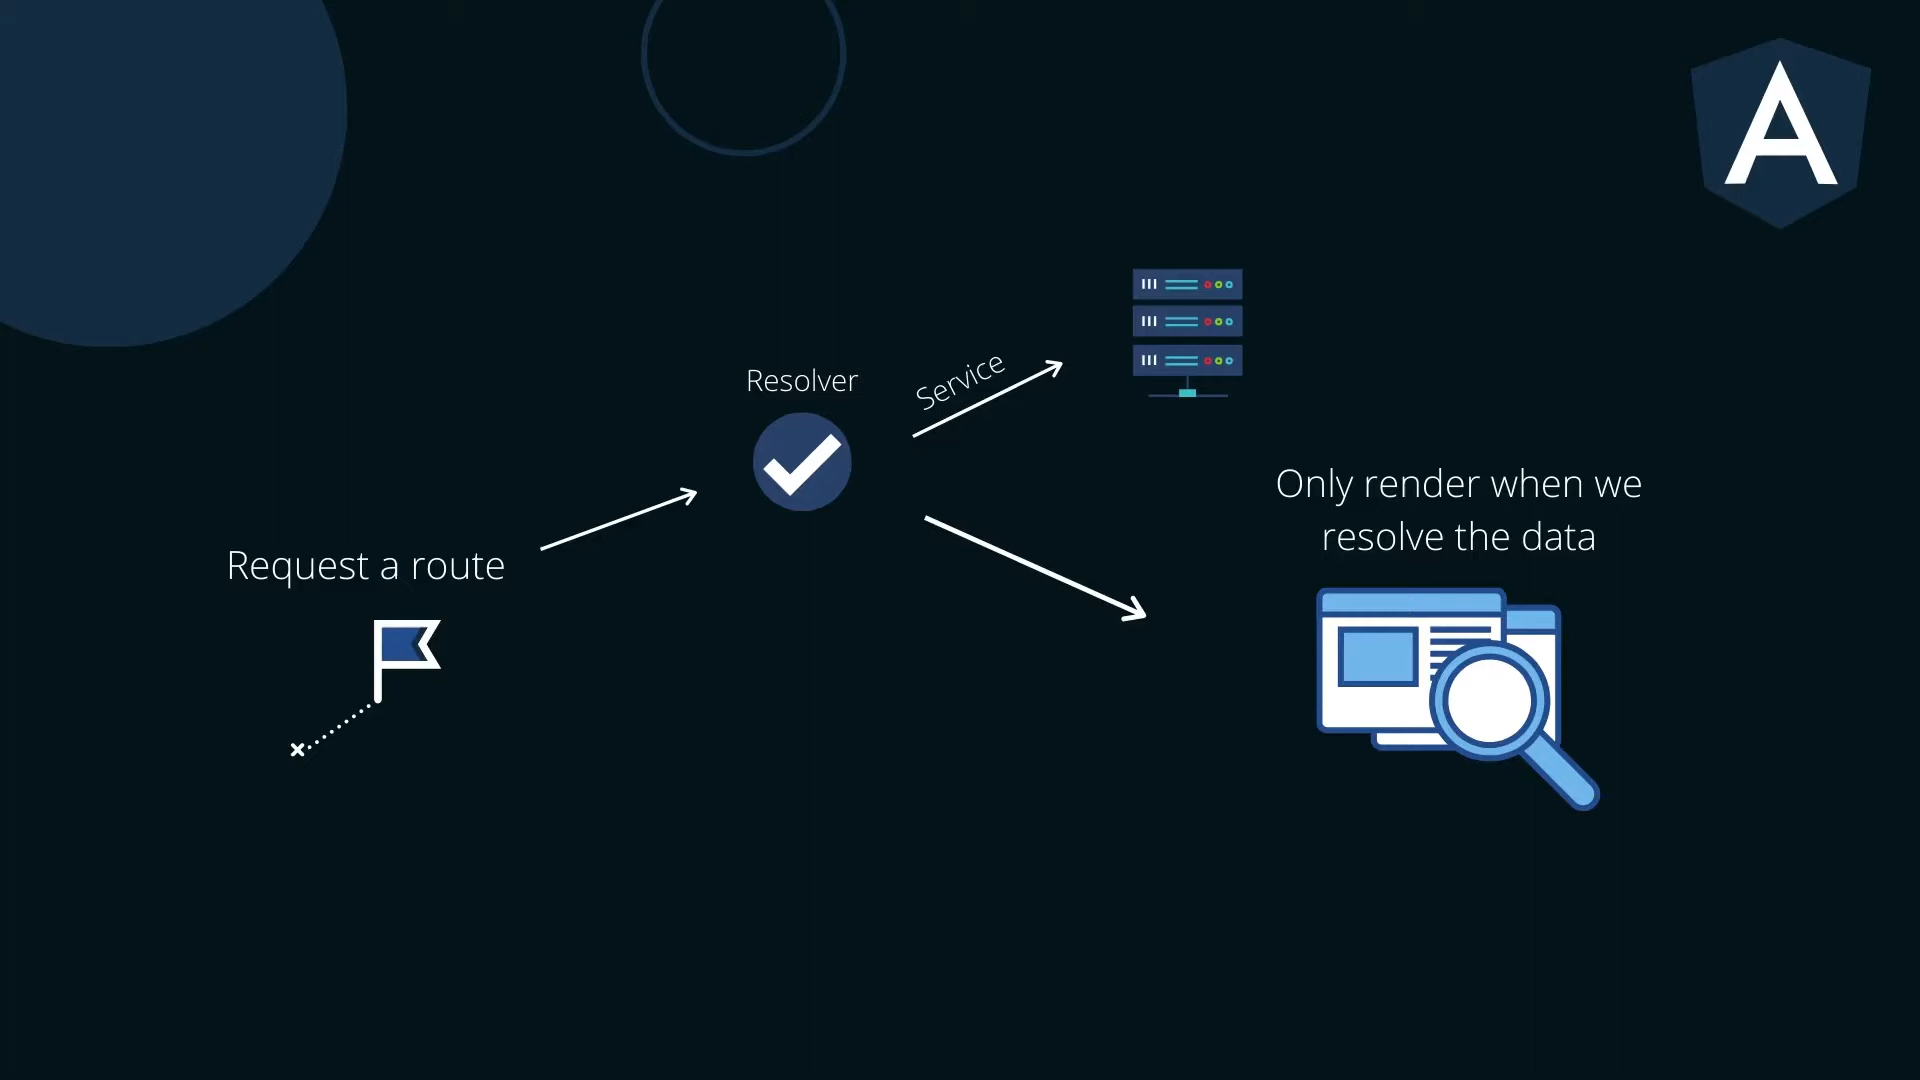 Request a route
Resolver
Service
Only render when we
resolve the data